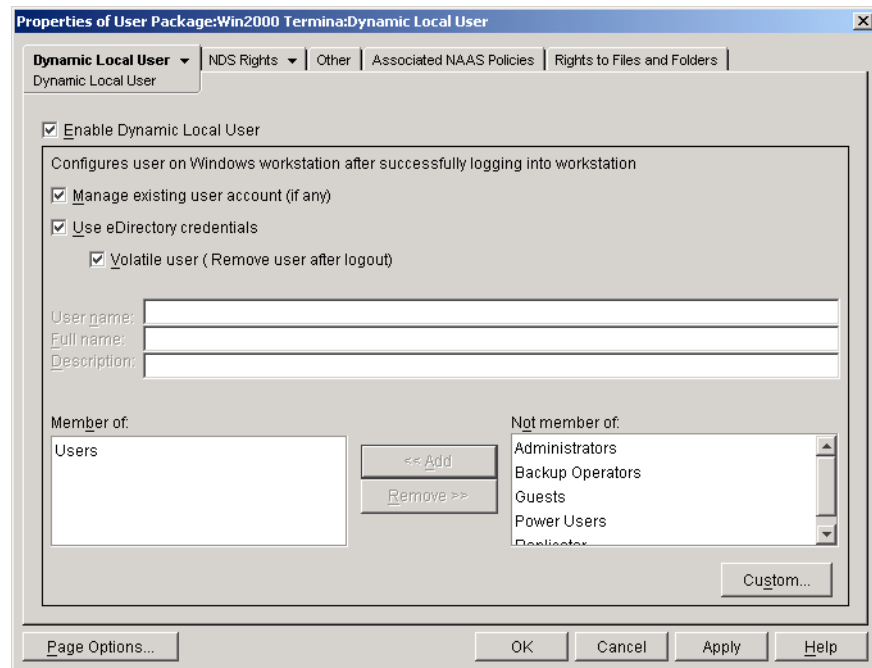 Properties of User Package:Win2000 Termina:Dynamic Local User
Dynamic Local User NDS Rights Other Associated NAAS Policies Rights to Files and Folders
Dynamic Local User
Enable Dynamic Local User
Configures user on Windows workstation after successfully logging into workstation
Manage existing user account (if any)
Use eDirectory credentials
Volatile user ( Remove user after logout)
User name:
Full name:
Description:
Member of:
Users
<< Add
Remove >>
Not member of:
Administrators
Backup Operators
Guests
Power Users
Replicator
Custom...
Page Options... OK Cancel Apply Help